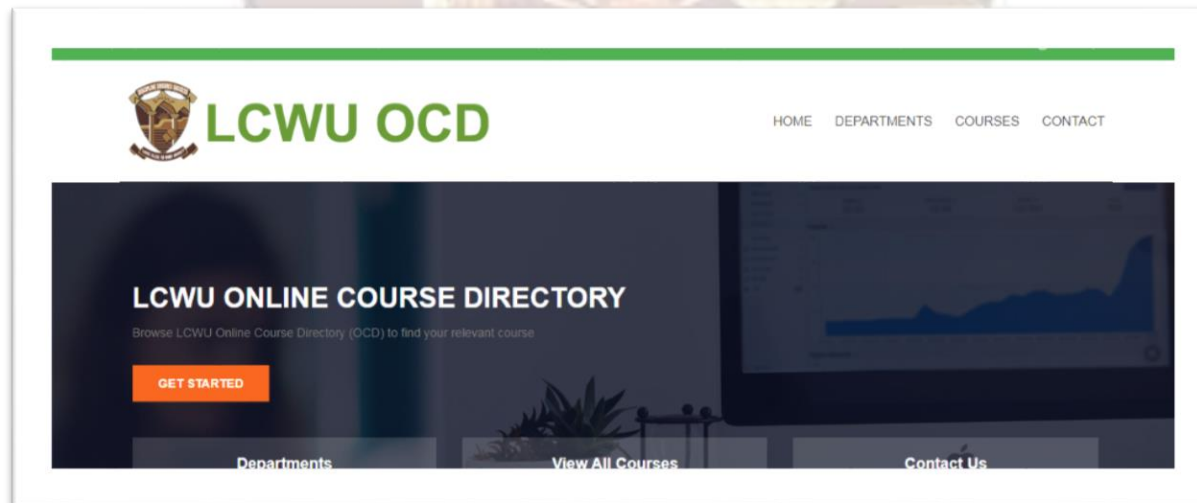 LCWU OCD
HOME DEPARTMENTS COURSES CONTACT
LCWU ONLINE COURSE DIRECTORY
Browse LCWU Online Course Directory (OCD) to find your relevant course
GET STARTED
Departments View All Courses Contact Us